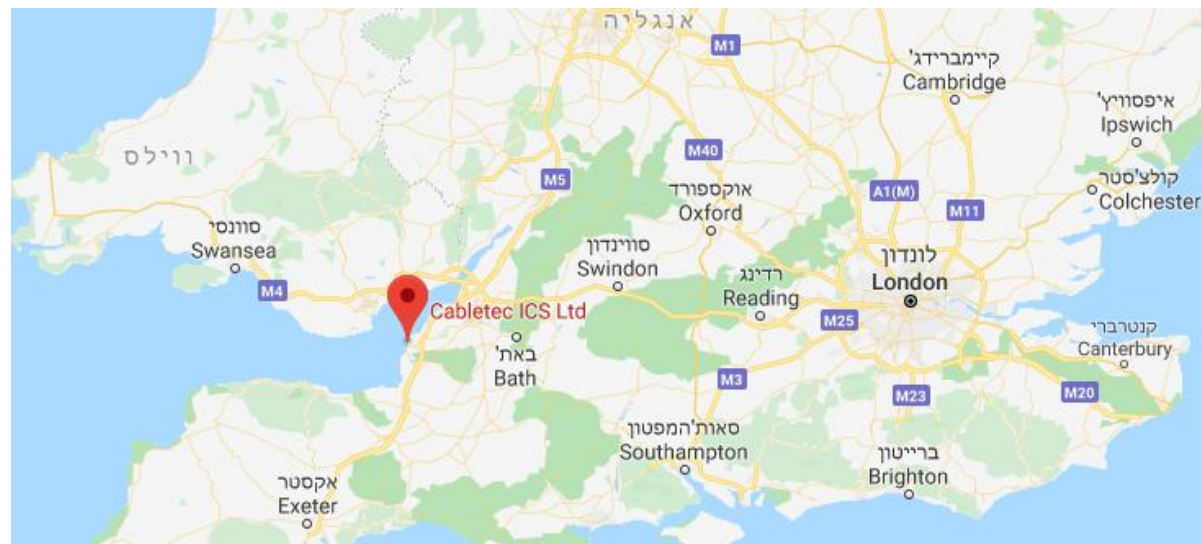 אנגליה
M1
קיימברידג'
Cambridge
איפסוויץ'
Ipswich
ווילס
M40
M5
אוקספורד
Oxford
A1(M)
קולצ'סטר
Colchester
M11
סוונסי
Swansea
סווינדון
Swindon
לונדון
London
רדינג
Reading
M4
Cabletec ICS Ltd
M25
קנטרברי
Canterbury
באת'
Bath
M3
M23
M20
סאות'המפטון
Southampton
ברייטון
Brighton
אקסטר
Exeter